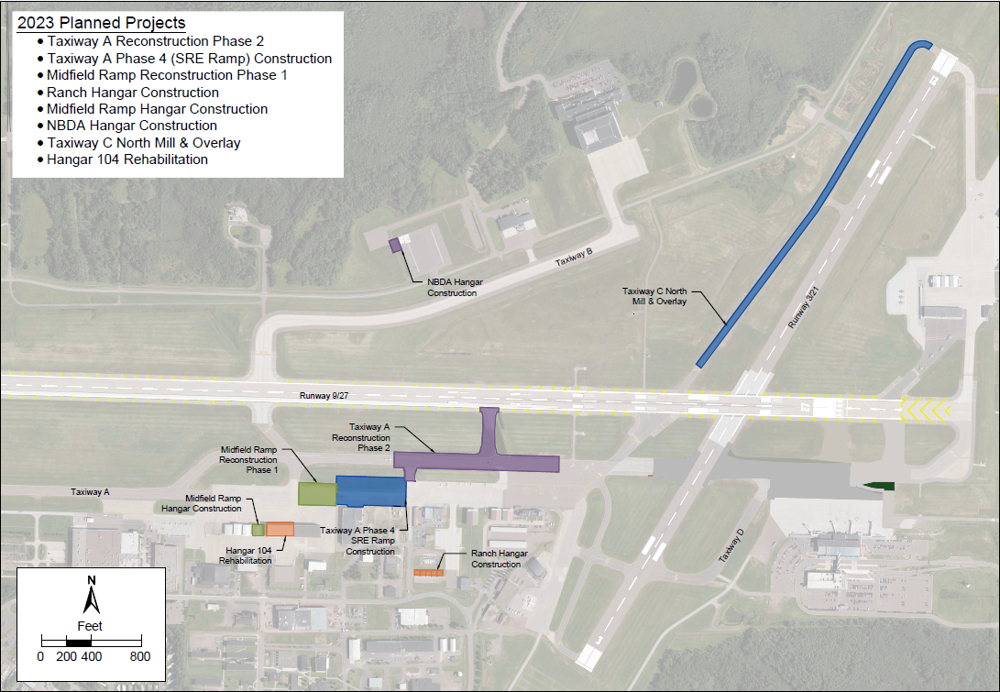 2023 Planned Projects
• Taxiway A Reconstruction Phase 2
• Taxiway A Phase 4 (SRE Ramp) Construction
• Midfield Ramp Reconstruction Phase 1
• Ranch Hangar Construction
• Midfield Ramp Hangar Construction
• NBDA Hangar Construction
• Taxiway C North Mill & Overlay
• Hangar 104 Rehabilitation
21
Taxiway B
NBDA Hangar
Construction
Taxiway C North
Mill & Overlay
Runway 3/21
Runway 9/27
27
Taxiway A
Reconstruction
Phase 2
Midfield Ramp
Reconstruction
Phase 1
Taxiway A
Midfield Ramp
Hangar Construction
Taxiway A Phase 4
SRE Ramp
Construction
Hangar 104
Rehabilitation
Ranch Hangar
Construction
Taxiway D
N
Feet
0 200 400 800